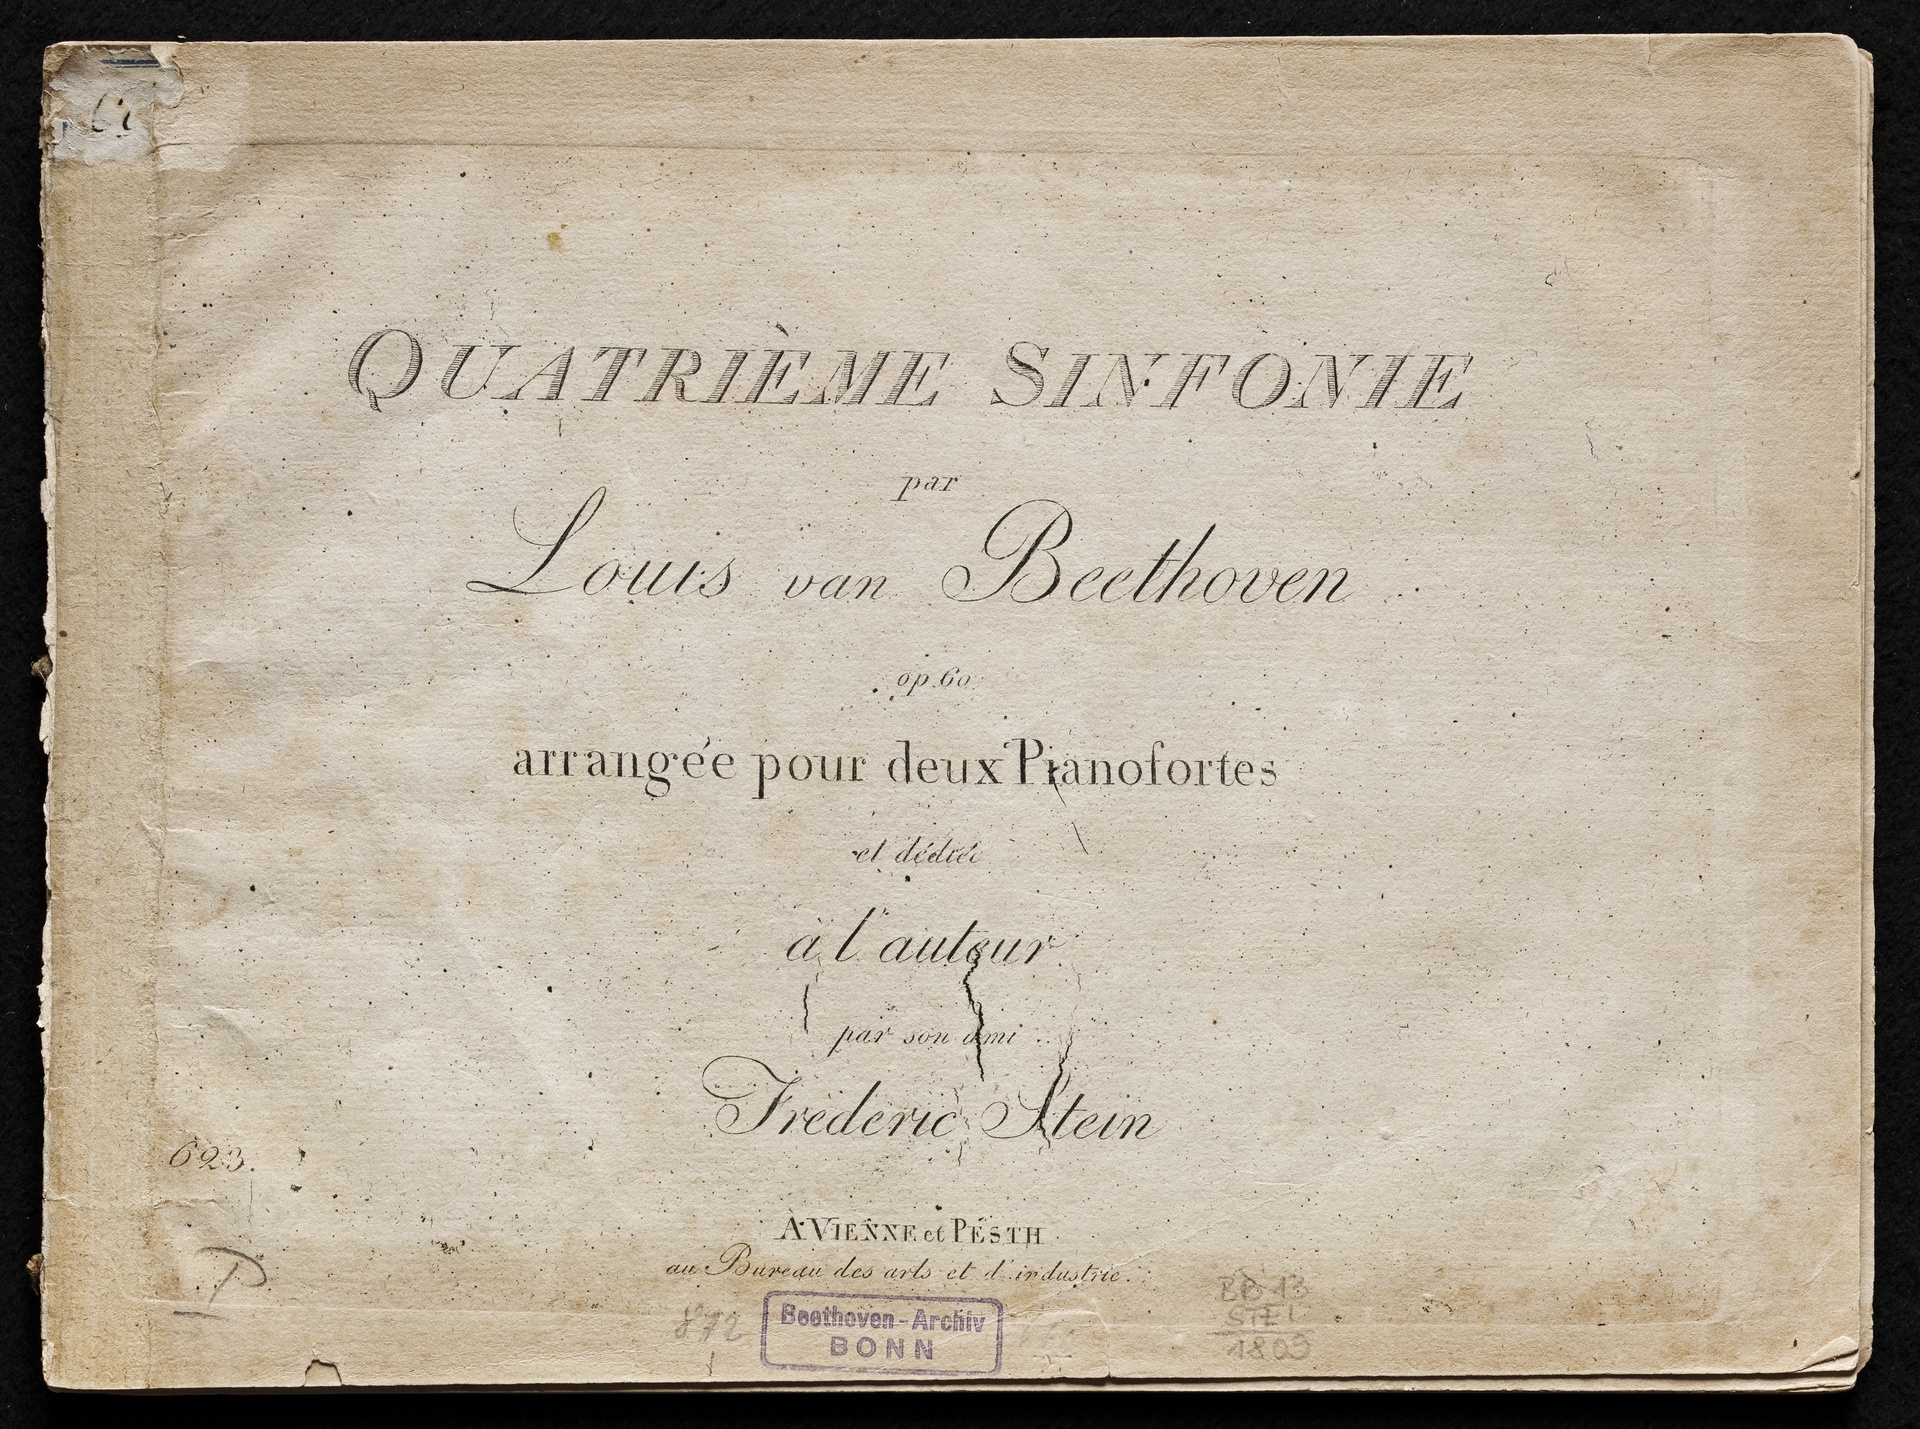 QUATRIÈME SINFONIE
par
Louis van Beethoven
op. 60.
arrangée pour deux Pianofortes
et dédiée
à l'auteur
par son ami
Fréderic Stein
623.
À VIENNE et PESTH
au Bureau des arts et d'industrie.
P
872
Beethoven-Archiv
BONN
BB 13
STEI
1809